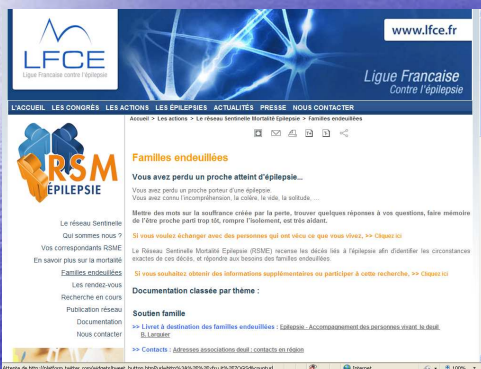 LFCE
Ligue Française contre l'épilepsie
www.lfce.fr
Ligue Francaise
Contre l'épilepsie
L'ACCUEIL LES CONGRÈS LES ACTIONS LES ÉPILEPSIES ACTUALITÉS PRESSE NOUS CONTACTER
Accueil > Les actions > Le réseau Sentinelle Mortalité Epilepsie > Familles endeuillées
RSM
ÉPILEPSIE
Le réseau Sentinelle
Qui sommes nous ?
Vos correspondants RSME
En savoir plus sur la mortalité
Familles endeuillées
Les rendez-vous
Recherche en cours
Publication réseau
Documentation
Nous contacter
Familles endeuillées
Vous avez perdu un proche atteint d'épilepsie...
Vous avez perdu un proche porteur d'une épilepsie.
Vous avez connu l'incompréhension, la colère, le vide, la solitude, ...
Mettre des mots sur la souffrance créée par la perte, trouver quelques réponses à vos questions, faire mémoire
de l'être proche parti trop tôt, rompre l'isolement, est très aidant.
Si vous voulez échanger avec des personnes qui ont vécu ce que vous vivez, >> Cliquez ici
Le Réseau Sentinelle Mortalité Epilepsie (RSME) recense les décès liés à l'épilepsie afin d'identifier les circonstances
exactes de ces décès, et répondre aux besoins des familles endeuillées.
Si vous souhaitez obtenir des informations supplémentaires ou participer à cette recherche, >> Cliquez ici
Documentation classée par thème :
Soutien famille
>> Livret à destination des familles endeuillées : Epilepsie - Accompagnement des personnes vivant le deuil
B. Larquier
>> Contacts : Adresses associations deuil : contacts en région
Internet
100%